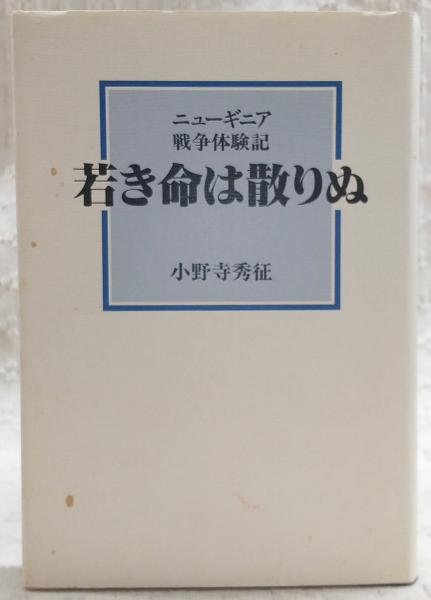 ニューギニア
戦争体験記
若き命は散りぬ
小野寺秀征